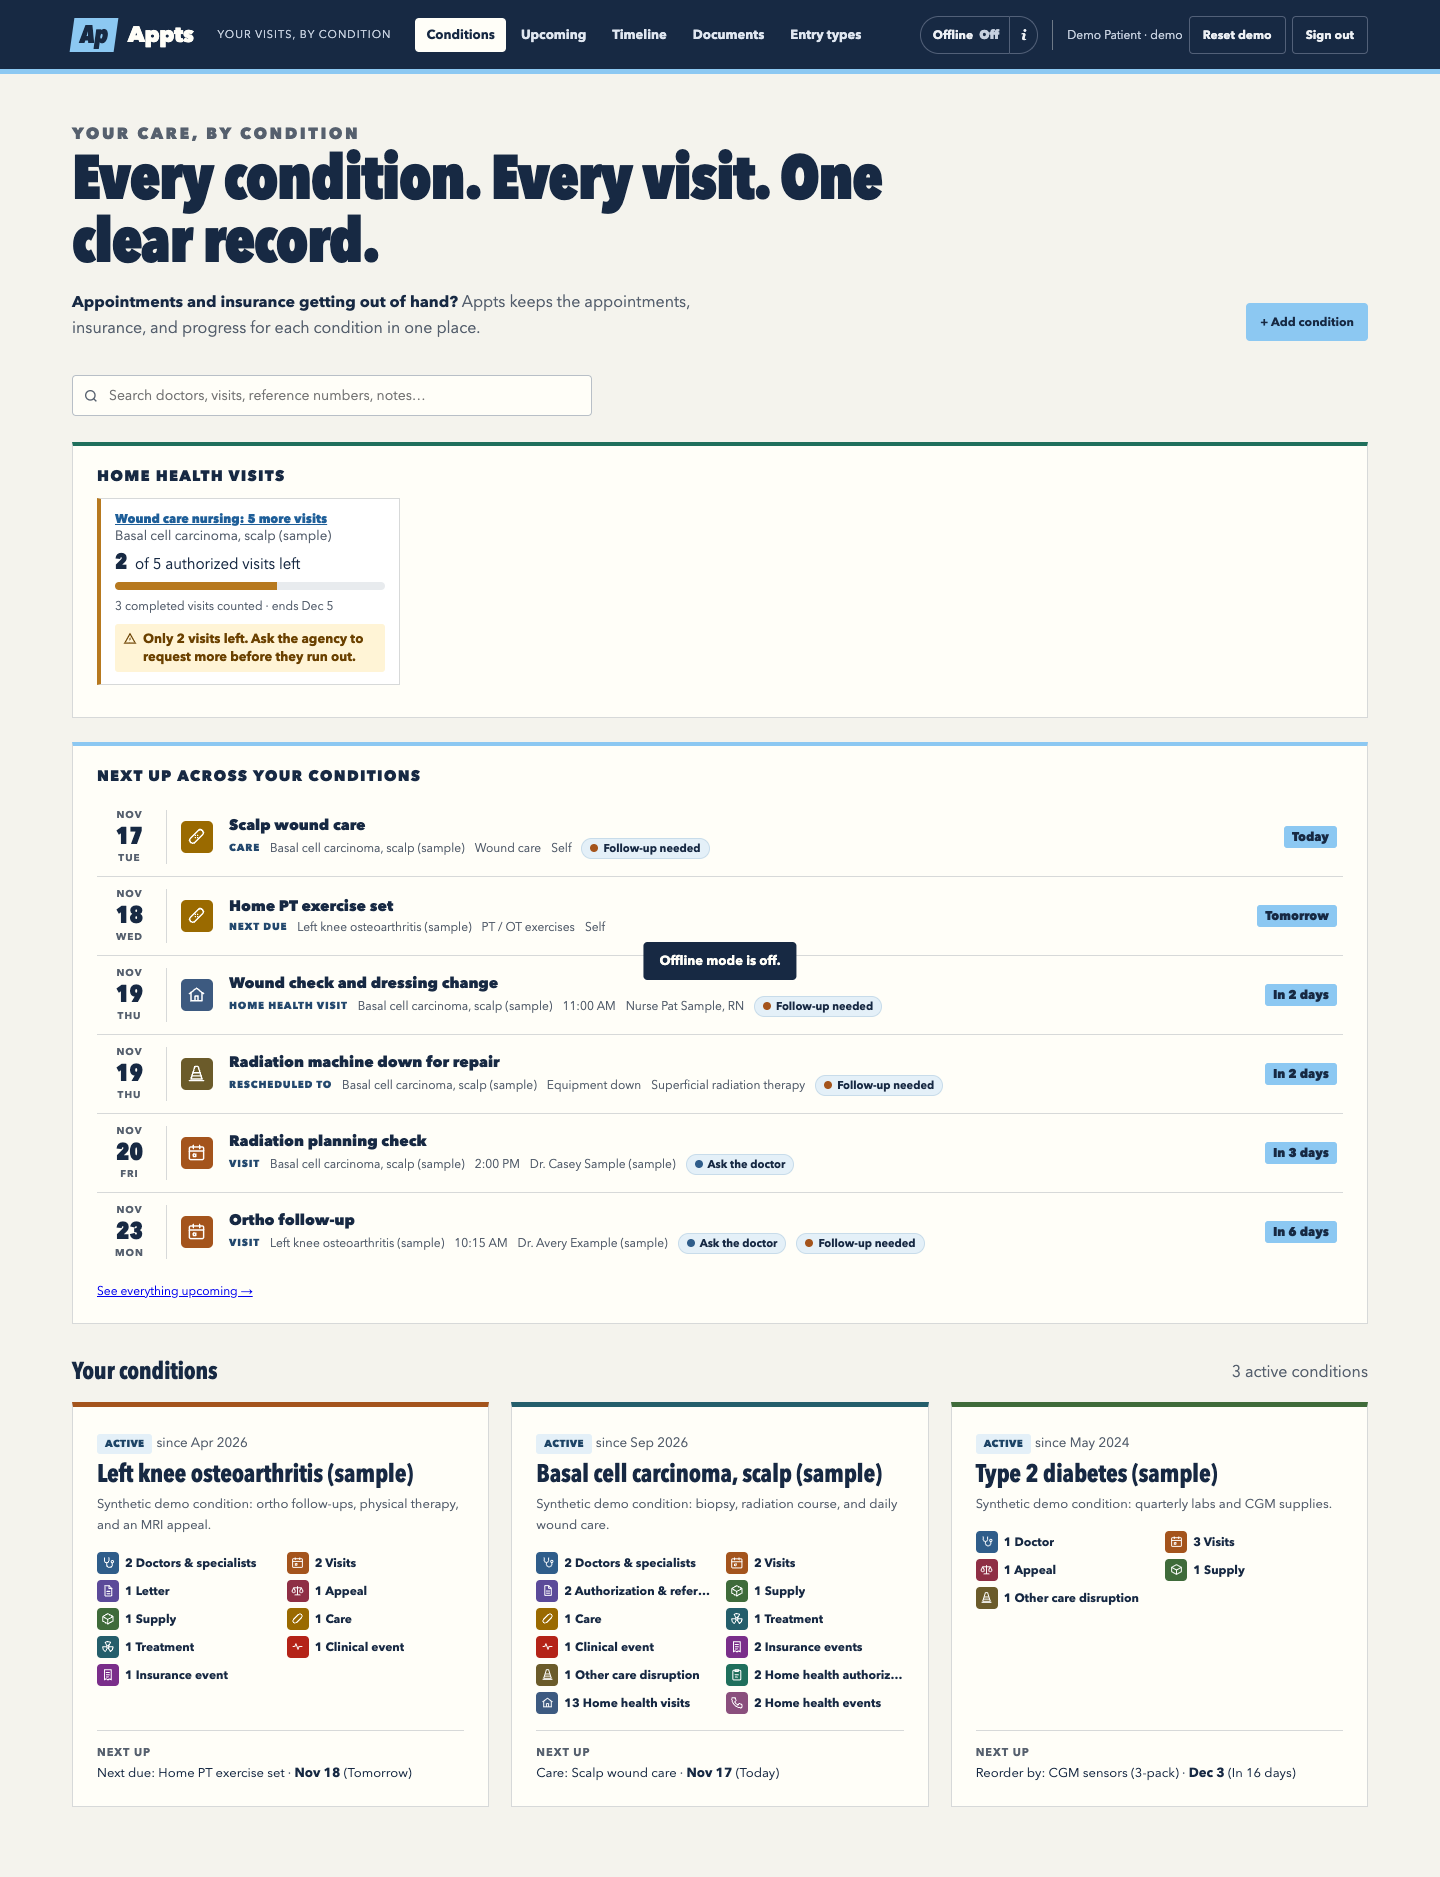 Ap Appts YOUR VISITS, BY CONDITION Conditions Upcoming Timeline Documents Entry types Offline Off i Demo Patient · demo Reset demo Sign out
YOUR CARE, BY CONDITION
Every condition. Every visit. One
clear record.
Appointments and insurance getting out of hand? Appts keeps the appointments,
insurance, and progress for each condition in one place.
+ Add condition
Search doctors, visits, reference numbers, notes…
HOME HEALTH VISITS
Wound care nursing: 5 more visits
Basal cell carcinoma, scalp (sample)
2 of 5 authorized visits left
3 completed visits counted · ends Dec 5
Only 2 visits left. Ask the agency to
request more before they run out.
NEXT UP ACROSS YOUR CONDITIONS
NOV
17
TUE
Scalp wound care
CARE Basal cell carcinoma, scalp (sample) Wound care Self Follow-up needed
Today
NOV
18
WED
Home PT exercise set
NEXT DUE Left knee osteoarthritis (sample) PT / OT exercises Self
Tomorrow
Offline mode is off.
NOV
19
THU
Wound check and dressing change
HOME HEALTH VISIT Basal cell carcinoma, scalp (sample) 11:00 AM Nurse Pat Sample, RN Follow-up needed
In 2 days
NOV
19
THU
Radiation machine down for repair
RESCHEDULED TO Basal cell carcinoma, scalp (sample) Equipment down Superficial radiation therapy Follow-up needed
In 2 days
NOV
20
FRI
Radiation planning check
VISIT Basal cell carcinoma, scalp (sample) 2:00 PM Dr. Casey Sample (sample) Ask the doctor
In 3 days
NOV
23
MON
Ortho follow-up
VISIT Left knee osteoarthritis (sample) 10:15 AM Dr. Avery Example (sample) Ask the doctor Follow-up needed
In 6 days
See everything upcoming →
Your conditions
3 active conditions
ACTIVE since Apr 2026
Left knee osteoarthritis (sample)
Synthetic demo condition: ortho follow-ups, physical therapy,
and an MRI appeal.
2 Doctors & specialists 2 Visits
1 Letter 1 Appeal
1 Supply 1 Care
1 Treatment 1 Clinical event
1 Insurance event
NEXT UP
Next due: Home PT exercise set · Nov 18 (Tomorrow)
ACTIVE since Sep 2026
Basal cell carcinoma, scalp (sample)
Synthetic demo condition: biopsy, radiation course, and daily
wound care.
2 Doctors & specialists 2 Visits
2 Authorization & refer… 1 Supply
1 Care 1 Treatment
1 Clinical event 2 Insurance events
1 Other care disruption 2 Home health authoriz…
13 Home health visits 2 Home health events
NEXT UP
Care: Scalp wound care · Nov 17 (Today)
ACTIVE since May 2024
Type 2 diabetes (sample)
Synthetic demo condition: quarterly labs and CGM supplies.
1 Doctor 3 Visits
1 Appeal 1 Supply
1 Other care disruption
NEXT UP
Reorder by: CGM sensors (3-pack) · Dec 3 (In 16 days)